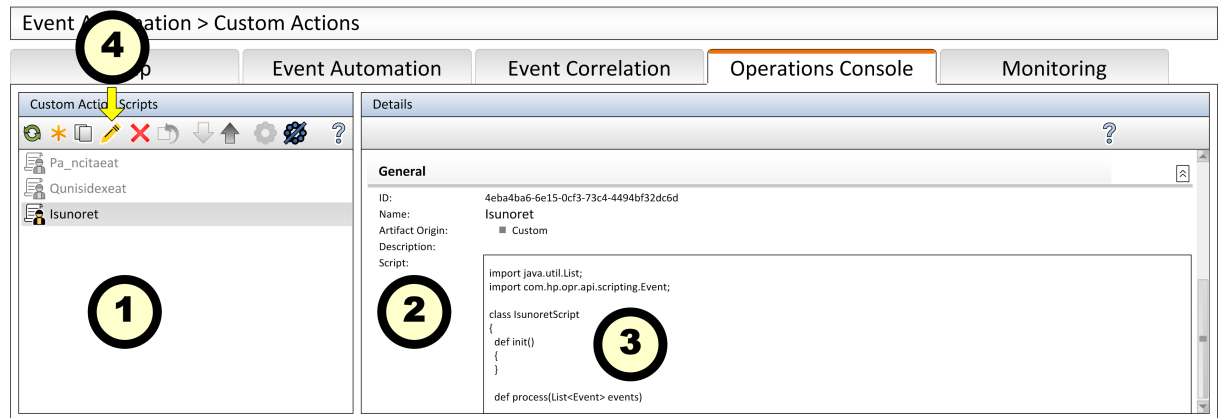 Event A ation > Custom Actions
4
p
Event Automation
Event Correlation
Operations Console
Monitoring
Custom Action Scripts
Details
?
?
Pa_ncitaeat
Qunisidexeat
Isunoret
General
ID: 4eba4ba6-6e15-0cf3-73c4-4494bf32dc6d
Name: Isunoret
Artifact Origin: Custom
Description:
Script:
import java.util.List;
import com.hp.opr.api.scripting.Event;
class IsunoretScript
{
def init()
{
}
def process(List<Event> events)
1
2
3